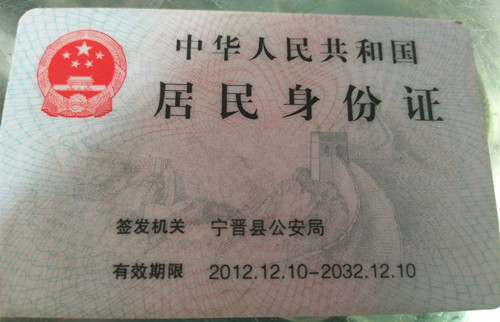 中华人民共和国
居民身份证
签发机关 宁晋县公安局
有效期限 2012.12.10-2032.12.10